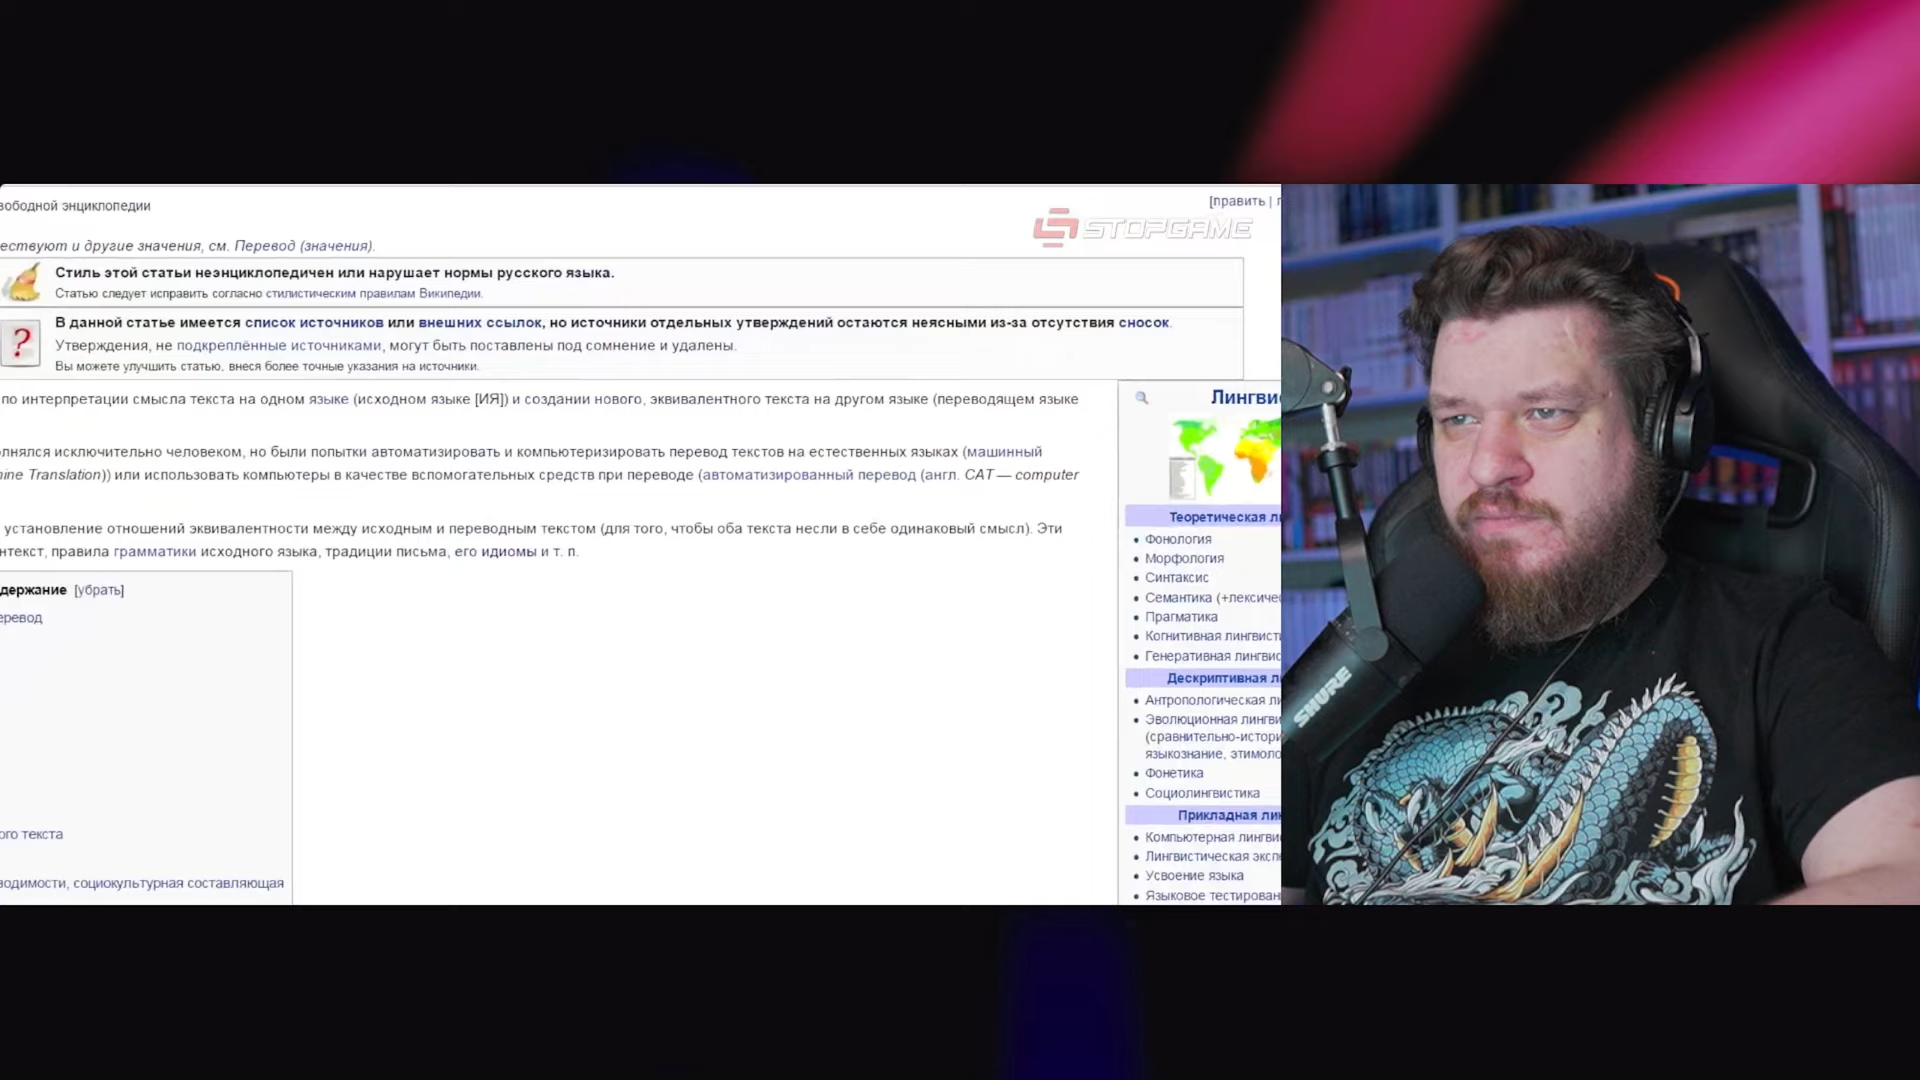 вободной энциклопедии
[править |
STOPGAME
ествуют и другие значения, см. Перевод (значения).
Стиль этой статьи неэнциклопедичен или нарушает нормы русского языка.
Статью следует исправить согласно стилистическим правилам Википедии.
В данной статье имеется список источников или внешних ссылок, но источники отдельных утверждений остаются неясными из-за отсутствия сносок.
Утверждения, не подкреплённые источниками, могут быть поставлены под сомнение и удалены.
Вы можете улучшить статью, внеся более точные указания на источники.
по интерпретации смысла текста на одном языке (исходном языке [ИЯ]) и создании нового, эквивалентного текста на другом языке (переводящем языке
лнялся исключительно человеком, но были попытки автоматизировать и компьютеризировать перевод текстов на естественных языках (машинный
ine Translation)) или использовать компьютеры в качестве вспомогательных средств при переводе (автоматизированный перевод (англ. CAT — computer
установление отношений эквивалентности между исходным и переводным текстом (для того, чтобы оба текста несли в себе одинаковый смысл). Эти
нтекст, правила грамматики исходного языка, традиции письма, его идиомы и т. п.
держание [убрать]
еревод
ого текста
водимости, социокультурная составляющая
Лингви
Теоретическая л
Фонология
Морфология
Синтаксис
Семантика (+лексичес
Прагматика
Когнитивная лингвист
Генеративная лингвис
Дескриптивная л
Антропологическая ли
Эволюционная лингви
(сравнительно-истори
языкознание, этимоло
Фонетика
Социолингвистика
Прикладная лин
Компьютерная лингви
Лингвистическая эксп
Усвоение языка
Языковое тестирован
SHURE